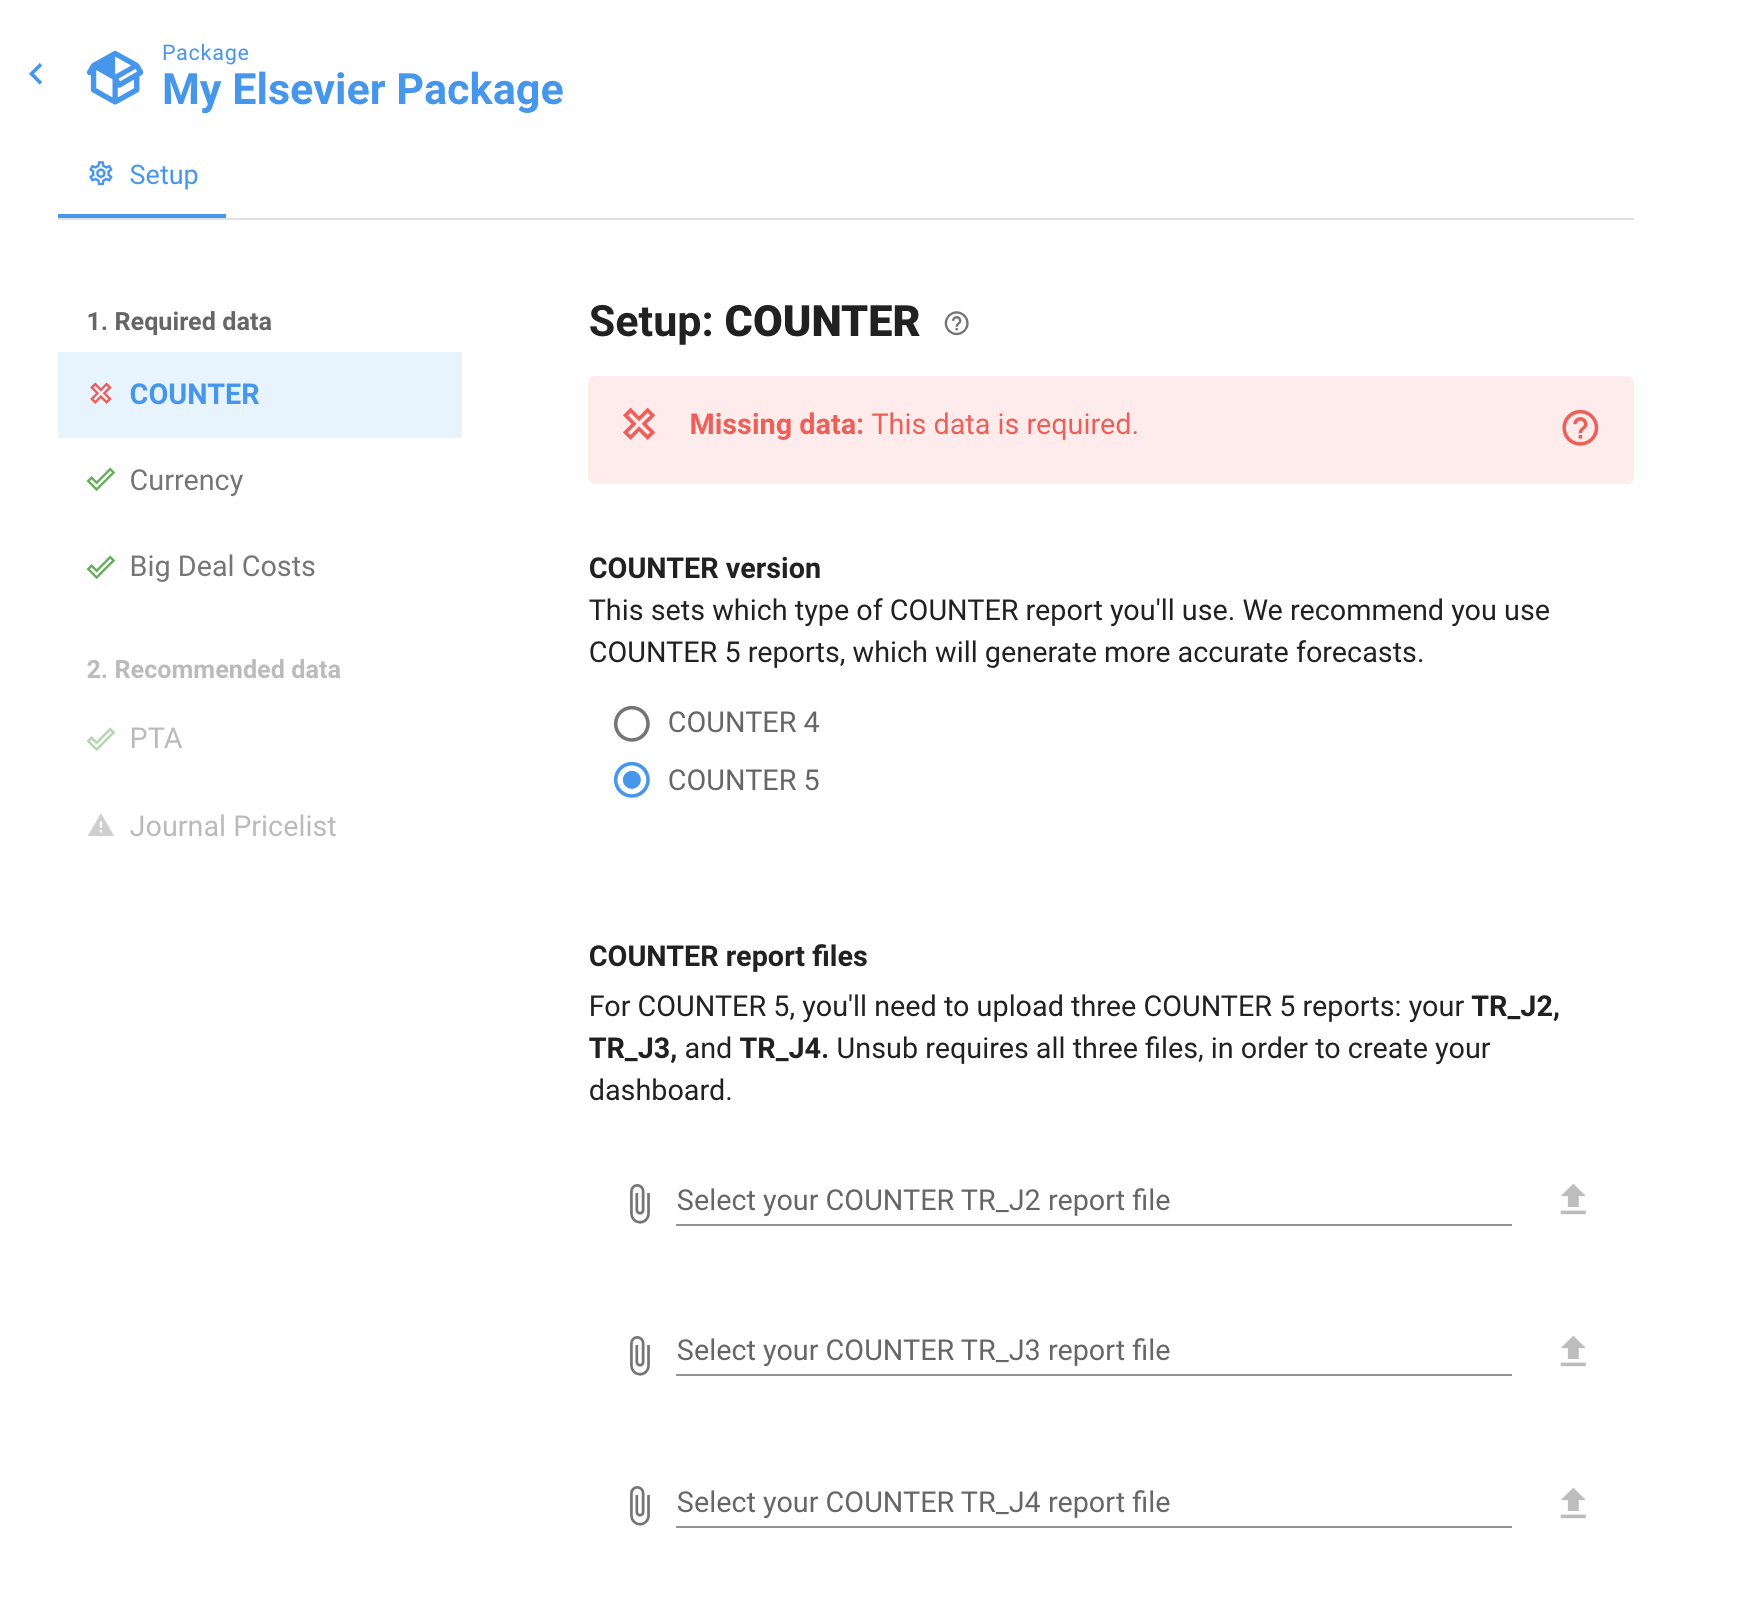 Package
My Elsevier Package
Setup
1. Required data
COUNTER
Currency
Big Deal Costs
2. Recommended data
PTA
Journal Pricelist
Setup: COUNTER
Missing data: This data is required.
COUNTER version
This sets which type of COUNTER report you'll use. We recommend you use
COUNTER 5 reports, which will generate more accurate forecasts.
COUNTER 4
COUNTER 5
COUNTER report files
For COUNTER 5, you'll need to upload three COUNTER 5 reports: your TR_J2,
TR_J3, and TR_J4. Unsub requires all three files, in order to create your
dashboard.
Select your COUNTER TR_J2 report file
Select your COUNTER TR_J3 report file
Select your COUNTER TR_J4 report file